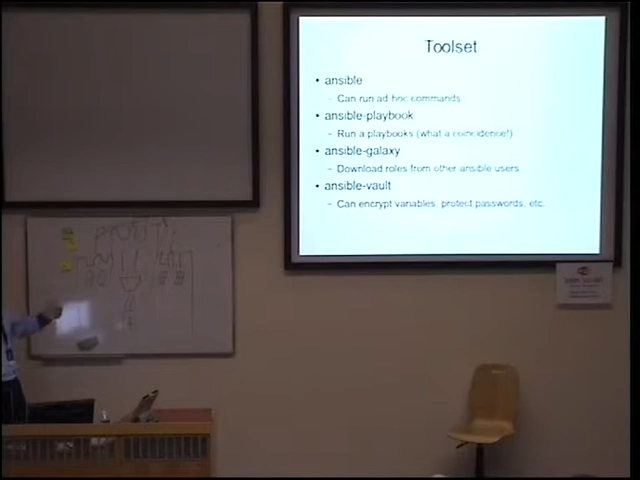 Toolset
• ansible
– Can run ad hoc commands
• ansible-playbook
– Run a playbooks (what a coincidence!)
• ansible-galaxy
– Download roles from other ansible users
• ansible-vault
– Can encrypt variables, protect passwords, etc.